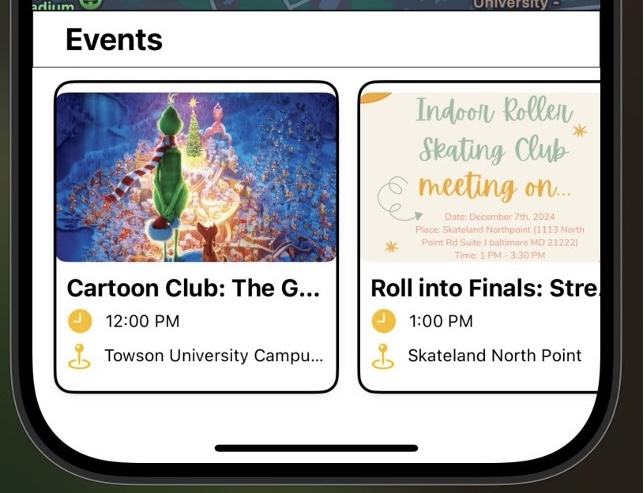 adium
University -
Events
Indoor Roller
Skating Club
meeting on...
Date: December 7th, 2024
Place: Skateland Northpoint (1113 North
Point Rd Suite J baltimore MD 21222)
Time: 1 PM - 3:30 PM
Cartoon Club: The G...
12:00 PM
Towson University Campu...
Roll into Finals: Stre.
1:00 PM
Skateland North Point